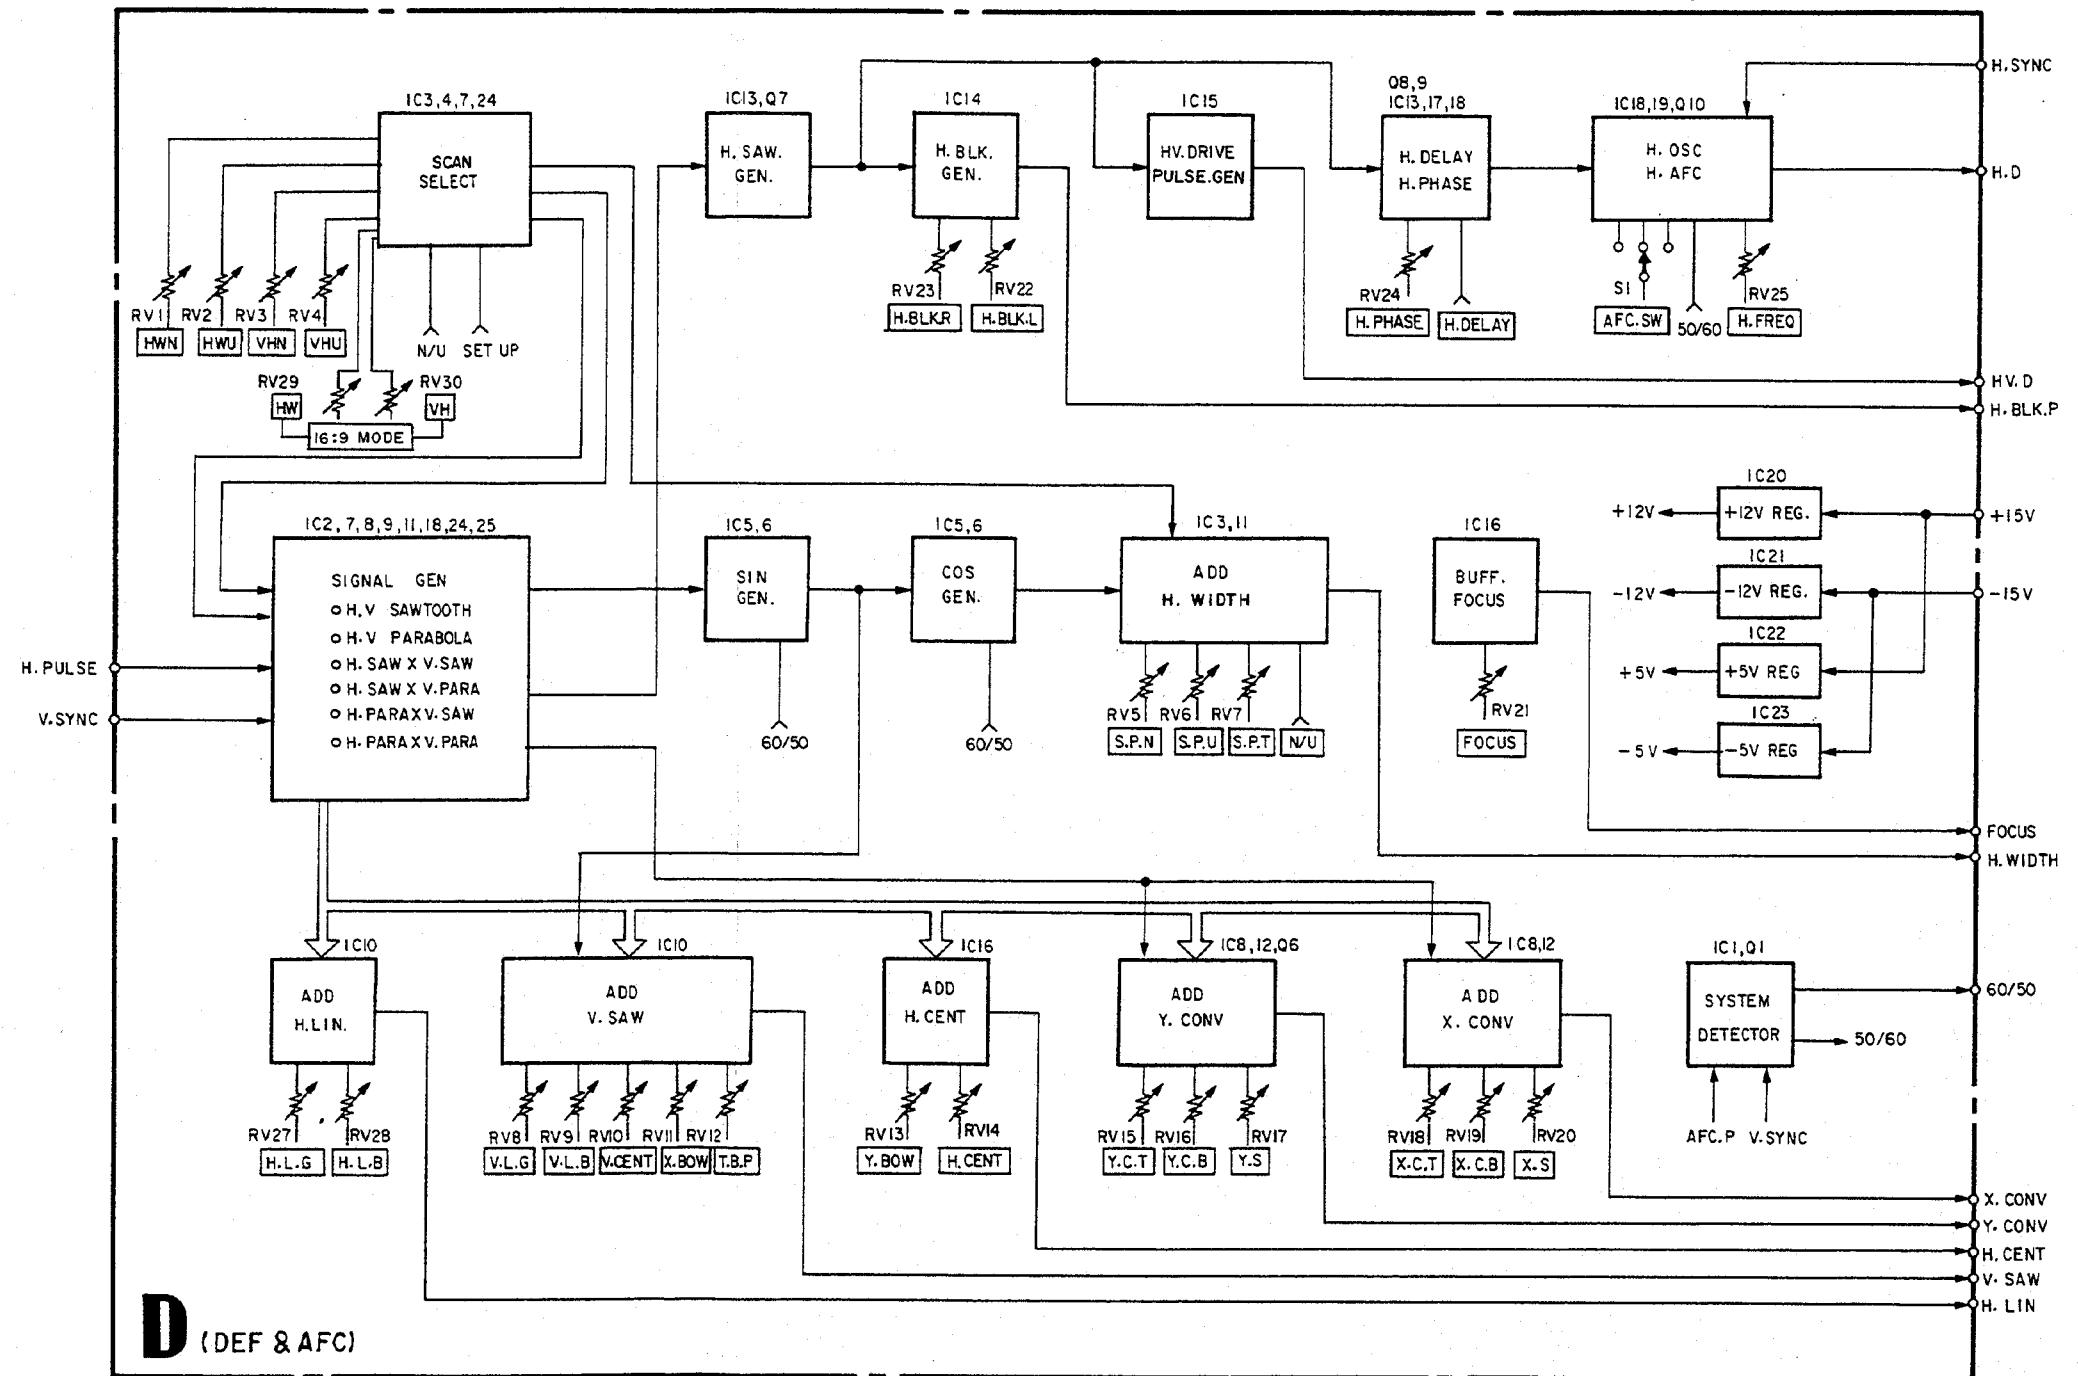 H.SYNC
IC3,4,7,24
SCAN
SELECT
IC13,Q7
H. SAW.
GEN.
IC14
H. BLK.
GEN.
IC15
HV.DRIVE
PULSE.GEN
Q8,9
IC13,17,18
H. DELAY
H. PHASE
IC18,19,Q10
H. OSC
H. AFC
H.D
RV1
HWN
RV2
HWU
RV3
VHN
RV4
VHU
N/U
SET UP
RV29
HW
RV30
VH
16:9 MODE
RV23
H.BLK.R
RV22
H.BLK.L
RV24
H.PHASE
H.DELAY
S1
AFC.SW
50/60
RV25
H.FREQ
HV.D
H.BLK.P
IC2,7,8,9,11,18,24,25
SIGNAL GEN
H.V SAWTOOTH
H.V PARABOLA
H. SAW X V.SAW
H. SAW X V.PARA
H. PARA X V.SAW
H. PARA X V.PARA
H.PULSE
V.SYNC
IC5,6
SIN
GEN.
60/50
IC5,6
COS
GEN.
60/50
IC3,11
ADD
H. WIDTH
RV5
S.P.N
RV6
S.P.U
RV7
S.P.T
N/U
IC16
BUFF.
FOCUS
RV21
FOCUS
IC20
+12V
+12V REG.
+15V
IC21
-12V
-12V REG.
-15V
IC22
+5V
+5V REG
IC23
-5V
-5V REG
FOCUS
H.WIDTH
IC10
ADD
H.LIN.
RV27
H.L.G
RV28
H.L.B
IC10
ADD
V.SAW
RV8
V.L.G
RV9
V.L.B
RV10
V.CENT
RV11
X.BOW
RV12
T.B.P
IC16
ADD
H.CENT
RV13
Y.BOW
RV14
H.CENT
IC8,12,Q6
ADD
Y. CONV
RV15
Y.C.T
RV16
Y.C.B
RV17
Y.S
IC8,12
ADD
X. CONV
RV18
X.C.T
RV19
X.C.B
RV20
X.S
IC1,Q1
SYSTEM
DETECTOR
60/50
50/60
AFC.P
V.SYNC
X.CONV
Y.CONV
H.CENT
V.SAW
H.LIN
D (DEF & AFC)